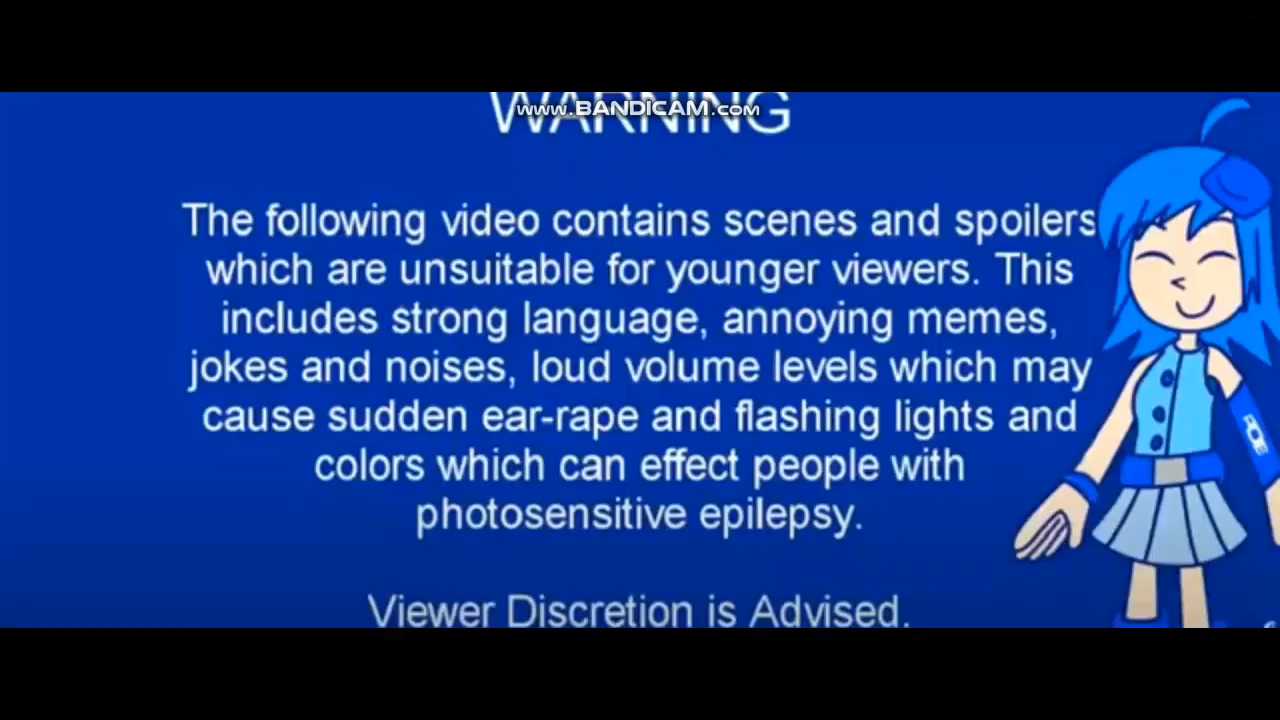 WARNING
www.BANDICAM.com
The following video contains scenes and spoilers
which are unsuitable for younger viewers. This
includes strong language, annoying memes,
jokes and noises, loud volume levels which may
cause sudden ear-rape and flashing lights and
colors which can effect people with
photosensitive epilepsy.
Viewer Discretion is Advised.